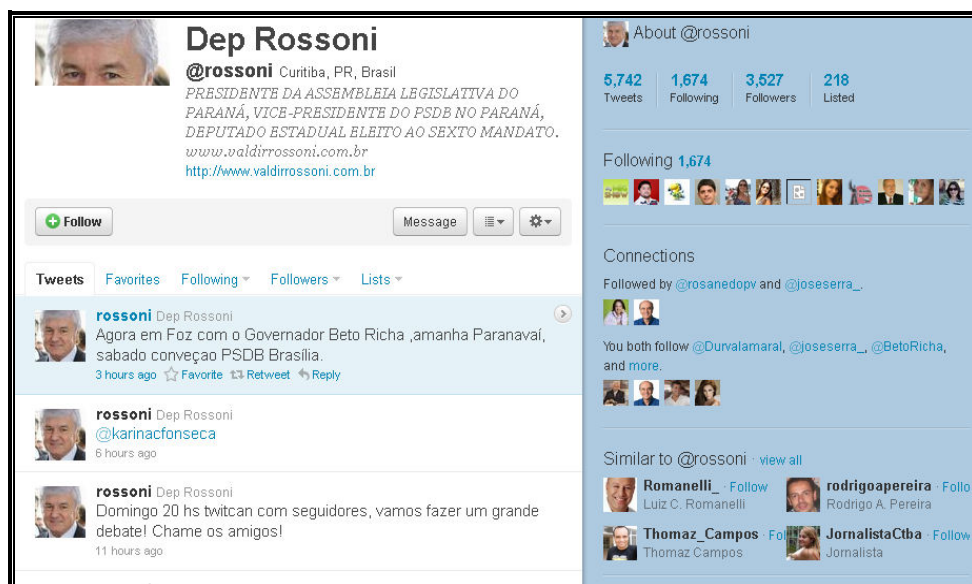 Dep Rossoni
@rossoni Curitiba, PR, Brasil
PRESIDENTE DA ASSEMBLEIA LEGISLATIVA DO
PARANÁ, VICE-PRESIDENTE DO PSDB NO PARANÁ,
DEPUTADO ESTADUAL ELEITO AO SEXTO MANDATO.
www.valdirrossoni.com.br
http://www.valdirrossoni.com.br
Follow
Message
Tweets Favorites Following Followers Lists
rossoni Dep Rossoni
Agora em Foz com o Governador Beto Richa ,amanha Paranavaí,
sabado conveçao PSDB Brasília.
3 hours ago Favorite Retweet Reply
rossoni Dep Rossoni
@karinacfonseca
6 hours ago
rossoni Dep Rossoni
Domingo 20 hs twitcan com seguidores, vamos fazer um grande
debate! Chame os amigos!
11 hours ago
About @rossoni
5,742 1,674 3,527 218
Tweets Following Followers Listed
Following 1,674
Connections
Followed by @rosanedopv and @joseserra_.
You both follow @Durvalamaral, @joseserra_, @BetoRicha,
and more.
Similar to @rossoni · view all
Romanelli_ · Follow
Luiz C. Romanelli
rodrigoapereira · Follo
Rodrigo A. Pereira
Thomaz_Campos · Fol
Thomaz Campos
JornalistaCtba · Follow
Jornalista